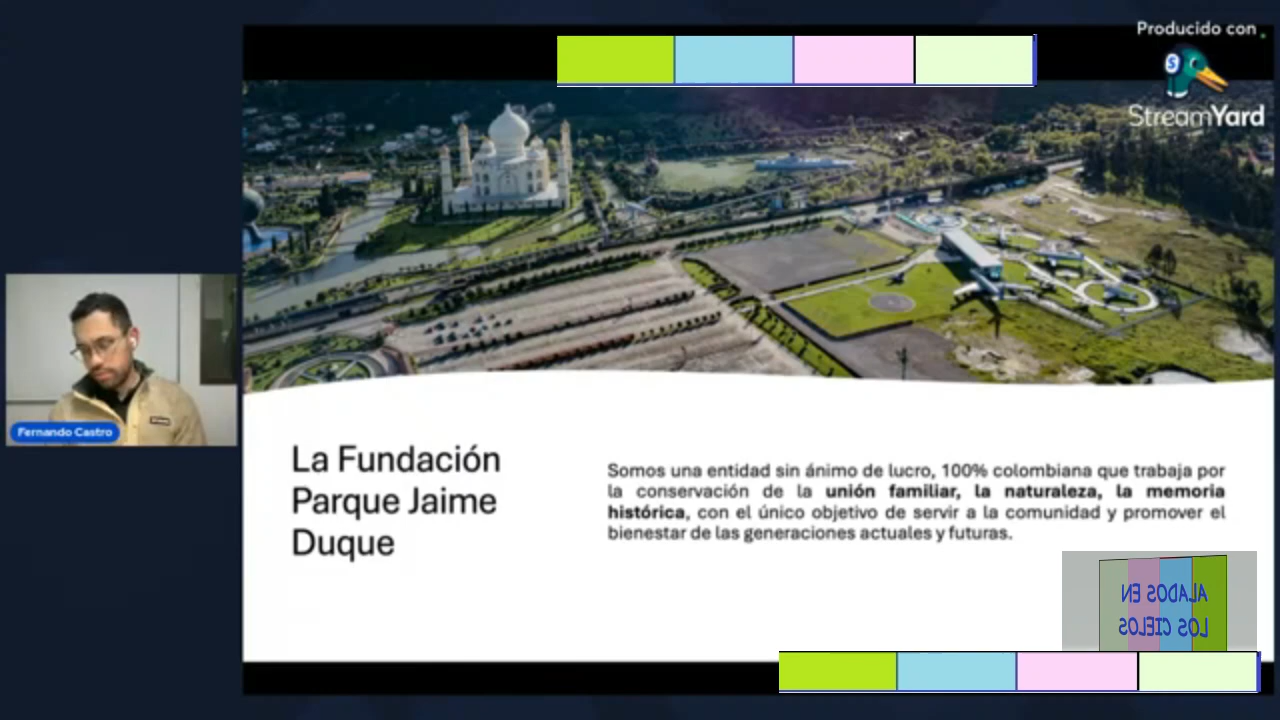 Producido con
StreamYard
Fernando Castro
La Fundación
Parque Jaime
Duque
Somos una entidad sin ánimo de lucro, 100% colombiana que trabaja por
la conservación de la unión familiar, la naturaleza, la memoria
histórica, con el único objetivo de servir a la comunidad y promover el
bienestar de las generaciones actuales y futuras.
ALADOS EN
LOS CIELOS